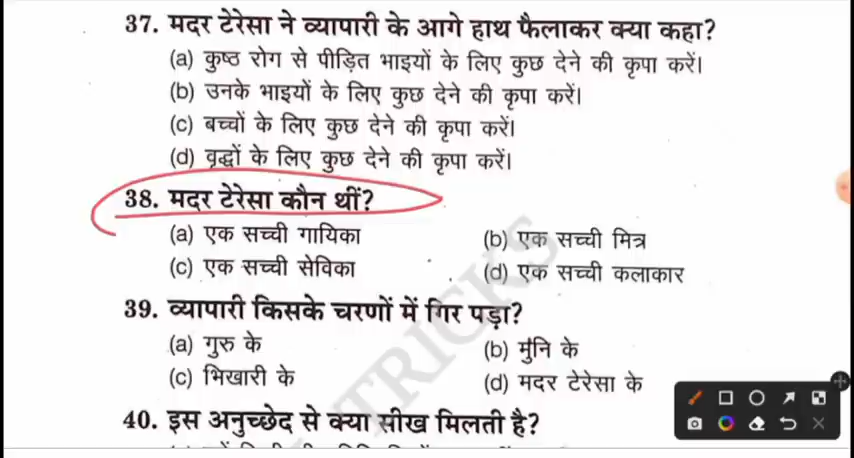 37. मदर टेरेसा ने व्यापारी के आगे हाथ फैलाकर क्या कहा?
(a) कुष्ठ रोग से पीड़ित भाइयों के लिए कुछ देने की कृपा करें।
(b) उनके भाइयों के लिए कुछ देने की कृपा करें।
(c) बच्चों के लिए कुछ देने की कृपा करें।
(d) वृद्धों के लिए कुछ देने की कृपा करें।
38. मदर टेरेसा कौन थीं?
(a) एक सच्ची गायिका (b) एक सच्ची मित्र
(c) एक सच्ची सेविका (d) एक सच्ची कलाकार
39. व्यापारी किसके चरणों में गिर पड़ा?
(a) गुरु के (b) मुनि के
(c) भिखारी के (d) मदर टेरेसा के
40. इस अनुच्छेद से क्या सीख मिलती है?
TRICKS